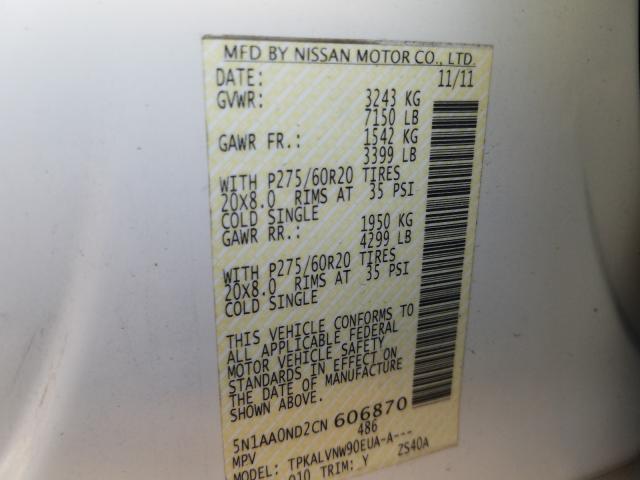 MFD BY NISSAN MOTOR CO., LTD.
DATE: 11/11
GVWR: 3243 KG
7150 LB
GAWR FR.: 1542 KG
3399 LB
WITH P275/60R20 TIRES
20X8.0 RIMS AT 35 PSI
COLD SINGLE
GAWR RR.: 1950 KG
4299 LB
WITH P275/60R20 TIRES
20X8.0 RIMS AT 35 PSI
COLD SINGLE
THIS VEHICLE CONFORMS TO
ALL APPLICABLE FEDERAL
MOTOR VEHICLE SAFETY
STANDARDS IN EFFECT ON
THE DATE OF MANUFACTURE
SHOWN ABOVE.
5N1AA0ND2CN 606870
MPV 486
MODEL: TPKALVNW90EUA-A---
010 TRIM: Y ZS40A